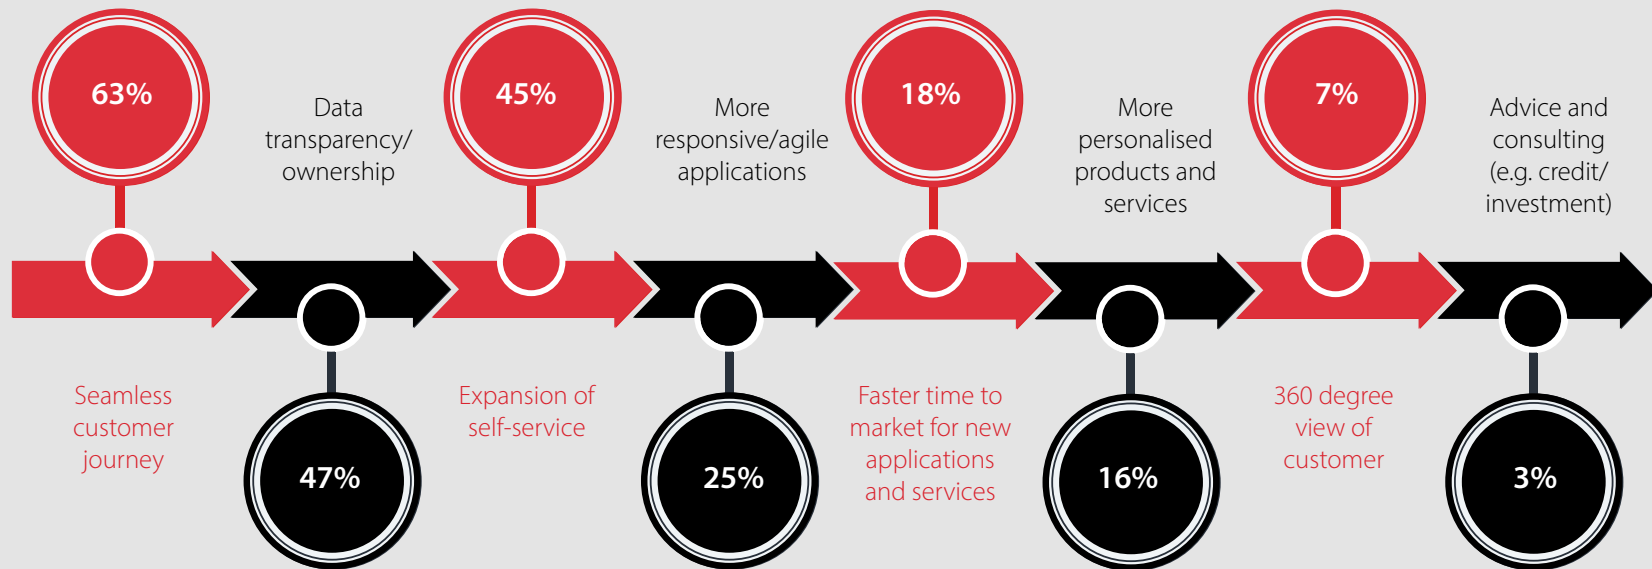 63%
Seamless
customer
journey
Data
transparency/
ownership
47%
45%
Expansion of
self-service
More
responsive/agile
applications
25%
18%
Faster time to
market for new
applications
and services
More
personalised
products and
services
16%
7%
360 degree
view of
customer
Advice and
consulting
(e.g. credit/
investment)
3%